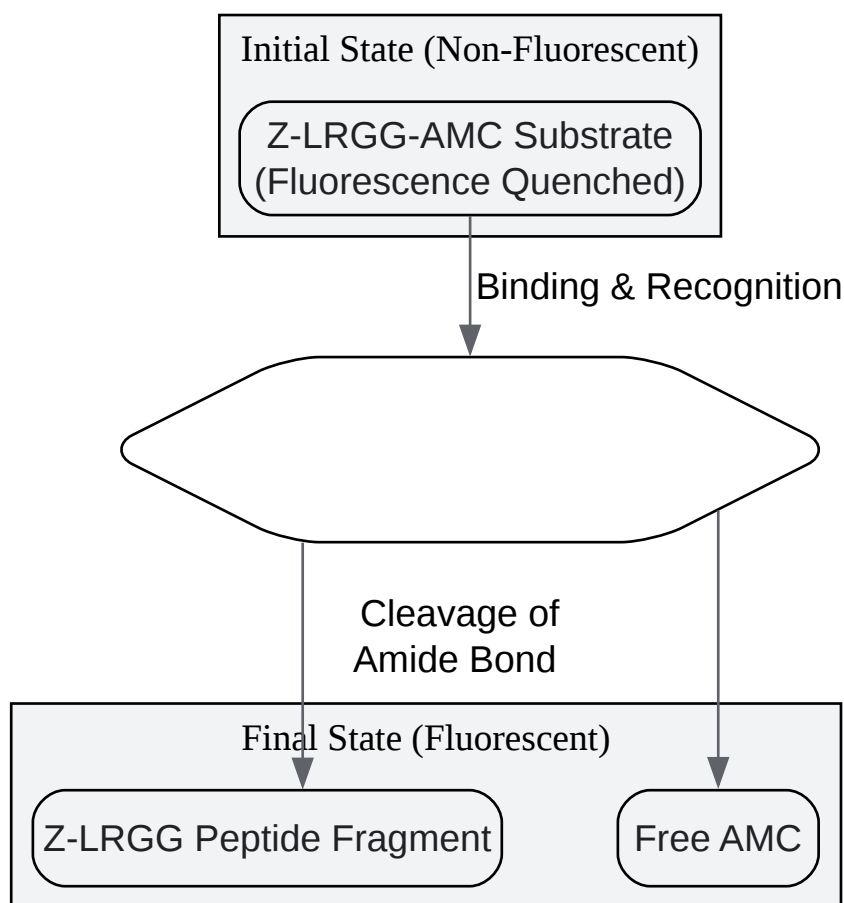 Initial State (Non-Fluorescent)
Z-LRGG-AMC Substrate
(Fluorescence Quenched)
Binding & Recognition
Cleavage of
Amide Bond
Final State (Fluorescent)
Z-LRGG Peptide Fragment
Free AMC